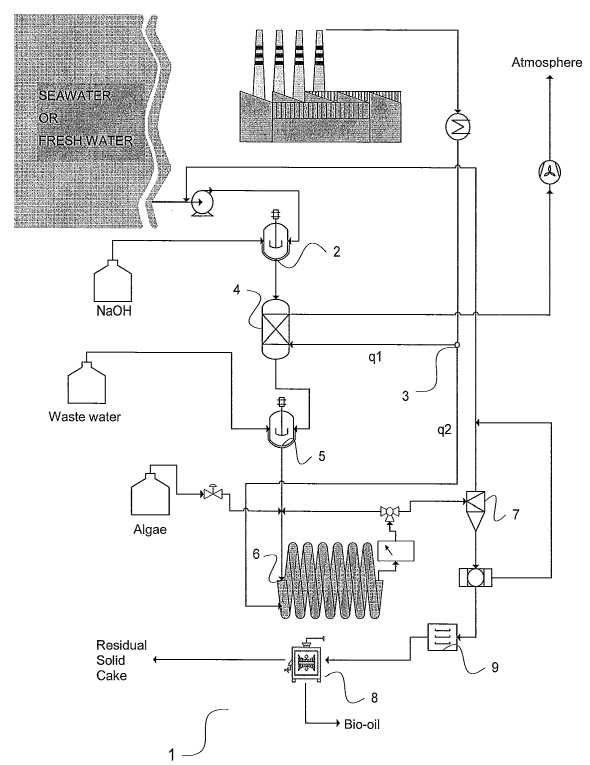 Atmosphere
SEAWATER
OR
FRESH WATER
2
NaOH
4
q1
3
Waste water
q2
5
Algae
7
6
9
Residual
Solid
Cake
8
Bio-oil
1